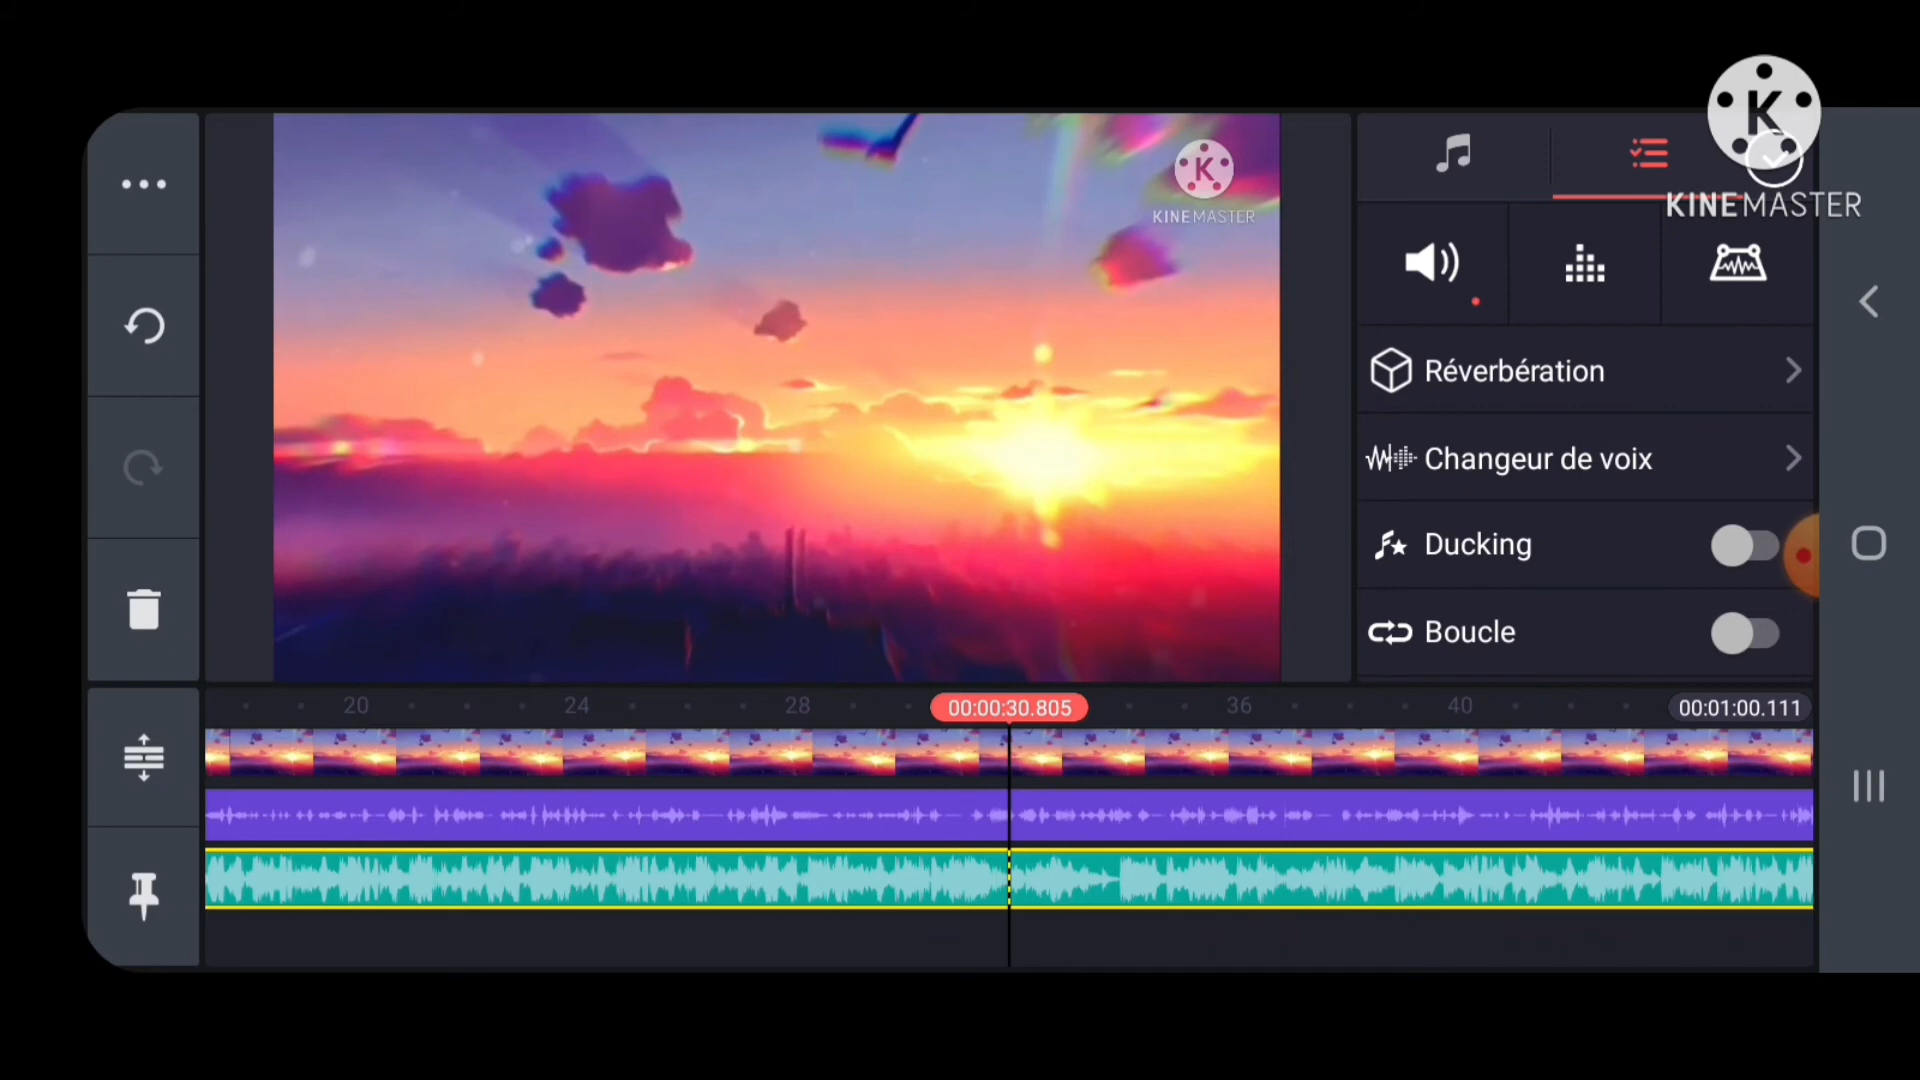 K
KINEMASTER
K
KINEMASTER
Réverbération
Changeur de voix
Ducking
Boucle
20
24
28
00:00:30.805
36
40
00:01:00.111